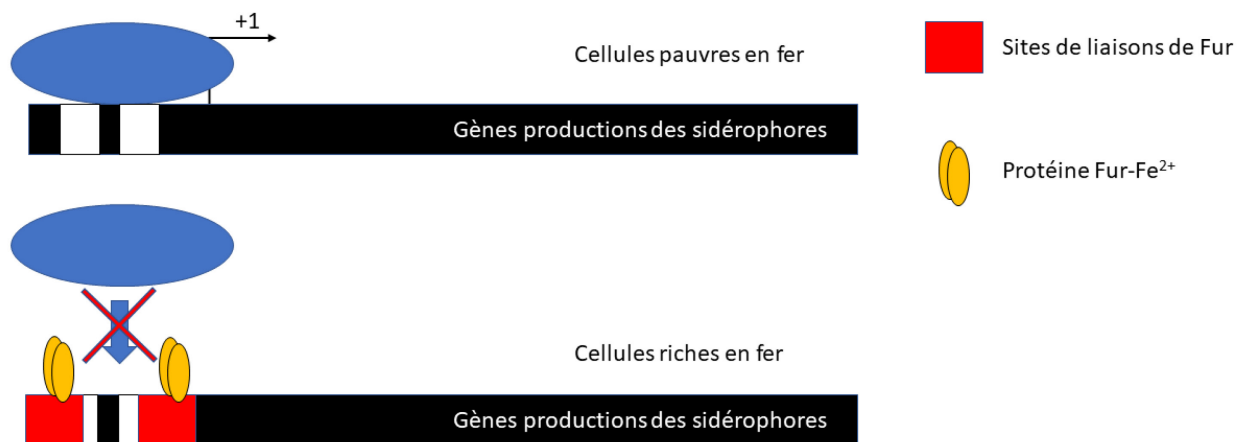 +1
Cellules pauvres en fer
Gènes productions des sidérophores
Sites de liaisons de Fur
Protéine Fur-Fe²⁺
Cellules riches en fer
Gènes productions des sidérophores